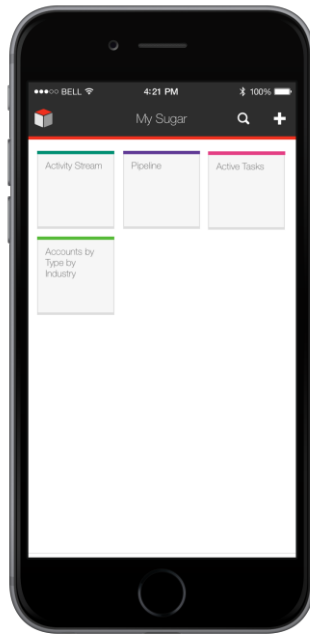 BELL 4:21 PM 100%
My Sugar
Activity Stream Pipeline Active Tasks
Accounts by
Type by
Industry